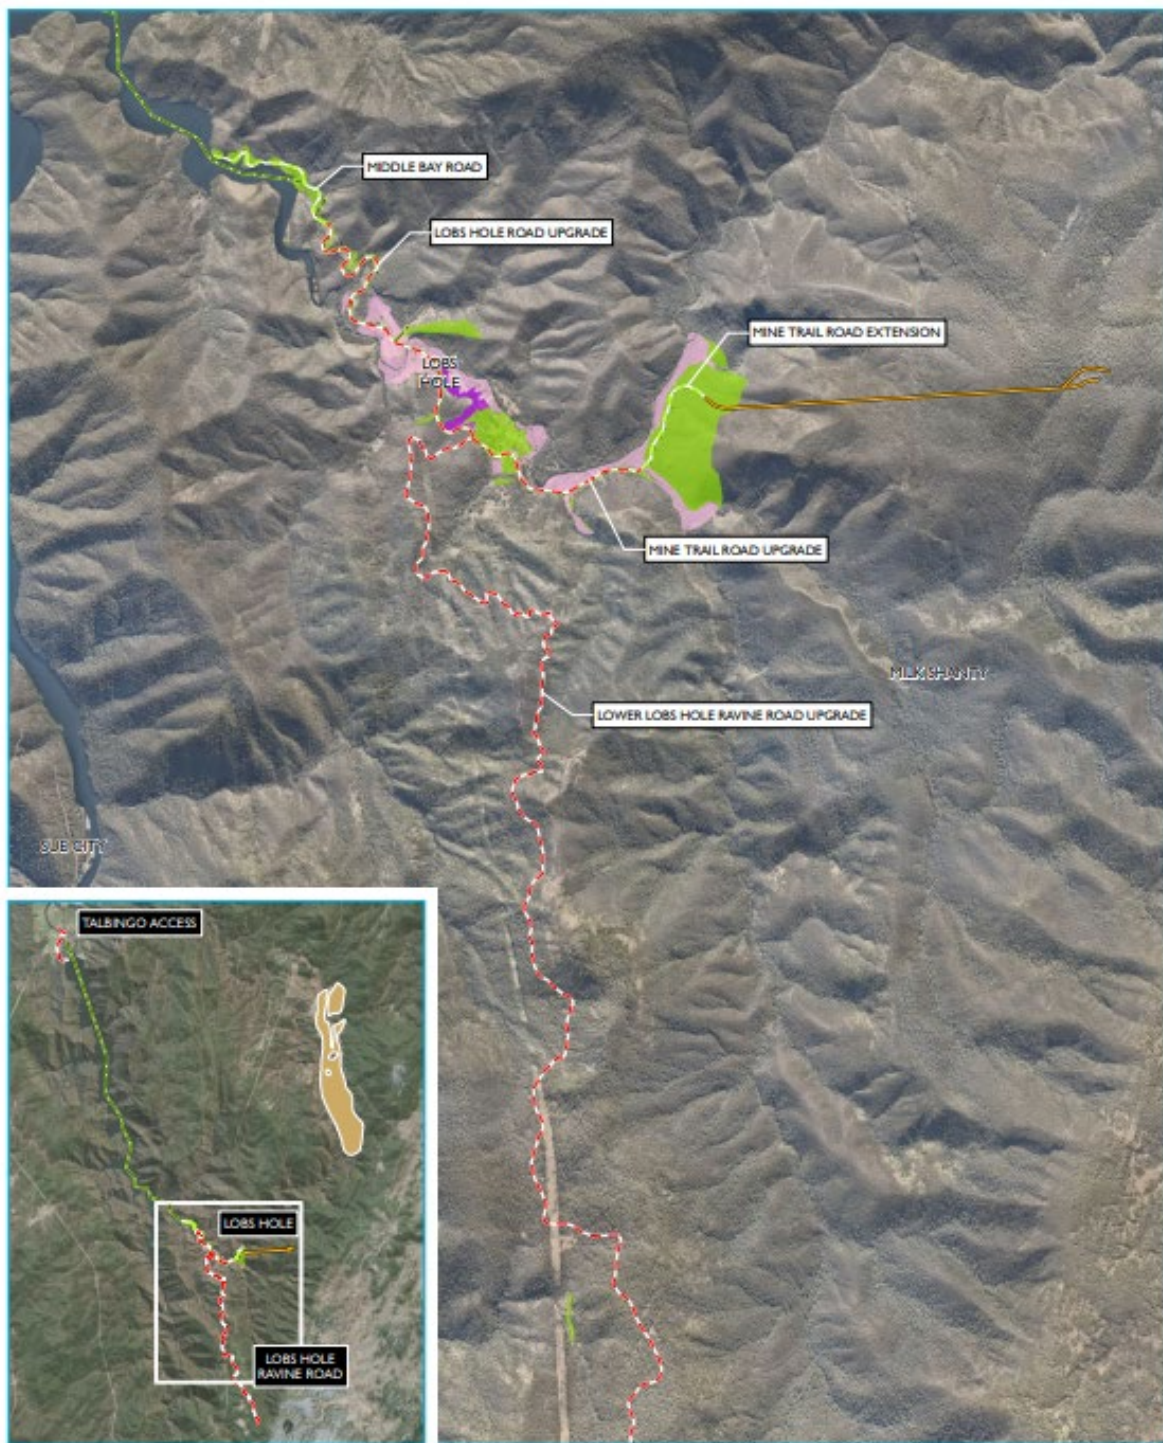 MIDDLE BAY ROAD
LOBS HOLE ROAD UPGRADE
MINE TRAIL ROAD EXTENSION
LOBS
HOLE
MINE TRAIL ROAD UPGRADE
MILK SHANTY
LOWER LOBS HOLE RAVINE ROAD UPGRADE
SUE CITY
TALBINGO ACCESS
LOBS HOLE
LOBS HOLE
RAVINE ROAD